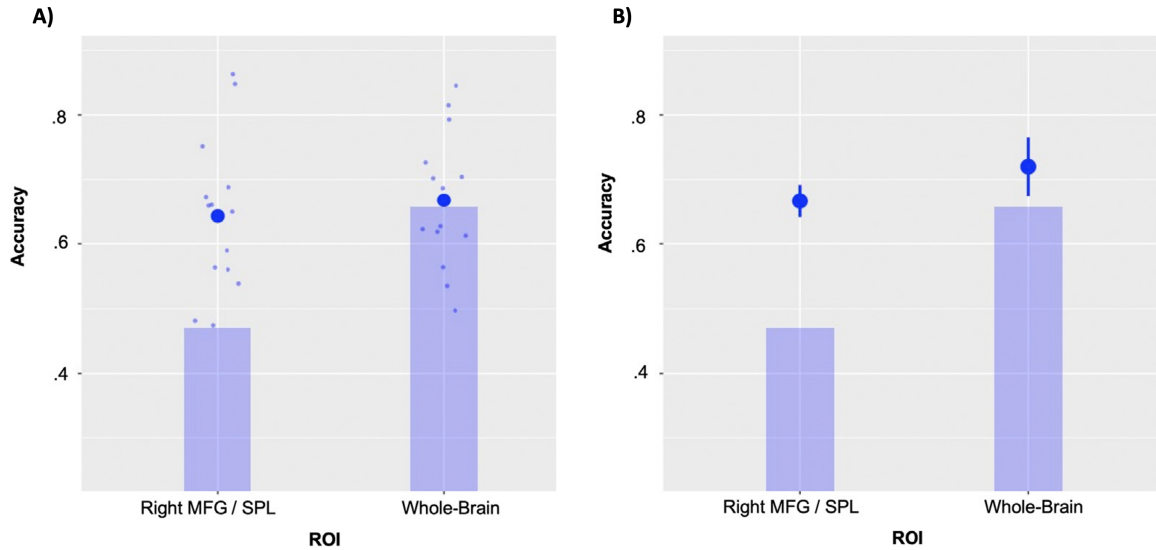 A)
B)
Accuracy
.8
.6
.4
Right MFG / SPL
Whole-Brain
ROI
Accuracy
.8
.6
.4
Right MFG / SPL
Whole-Brain
ROI